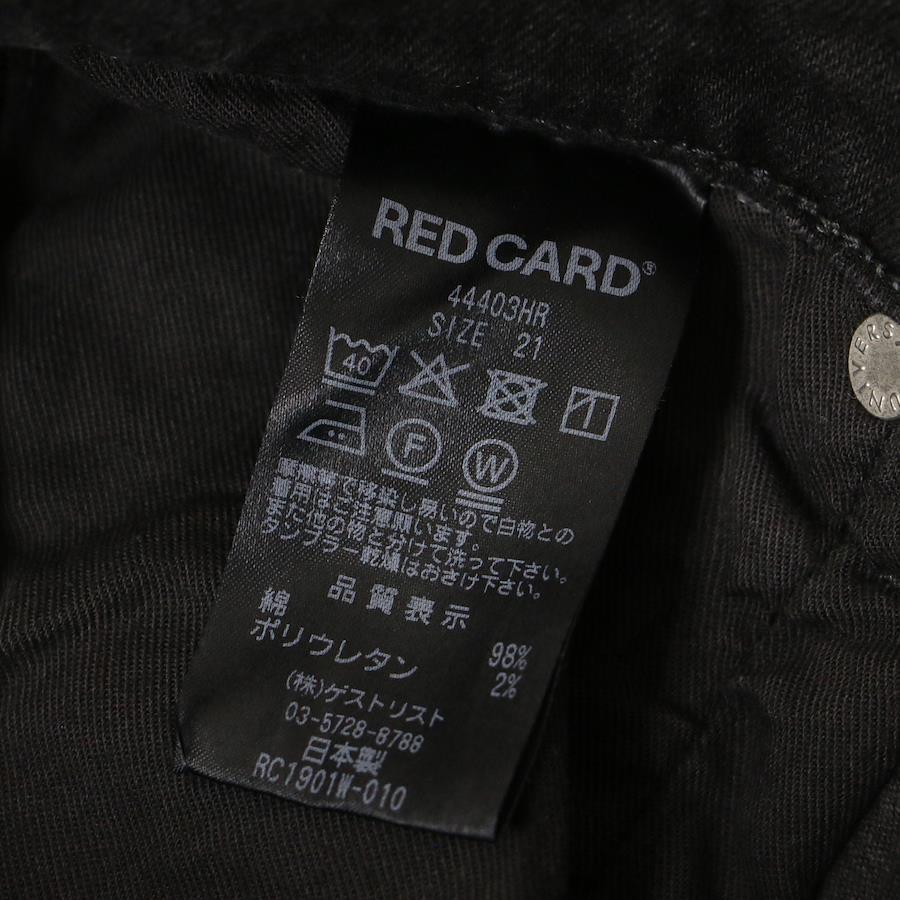 RED CARD®
44403HR
SIZE 21
40
F
W
摩擦等で移染し易いので白物との
着用はご注意願います。
また他の物と分けて洗って下さい。
タンブラー乾燥はおさけ下さい。
品質表示
綿 98%
ポリウレタン 2%
(株)ゲストリスト
03-5728-8788
日本製
RC1901W-010
UNIVERS